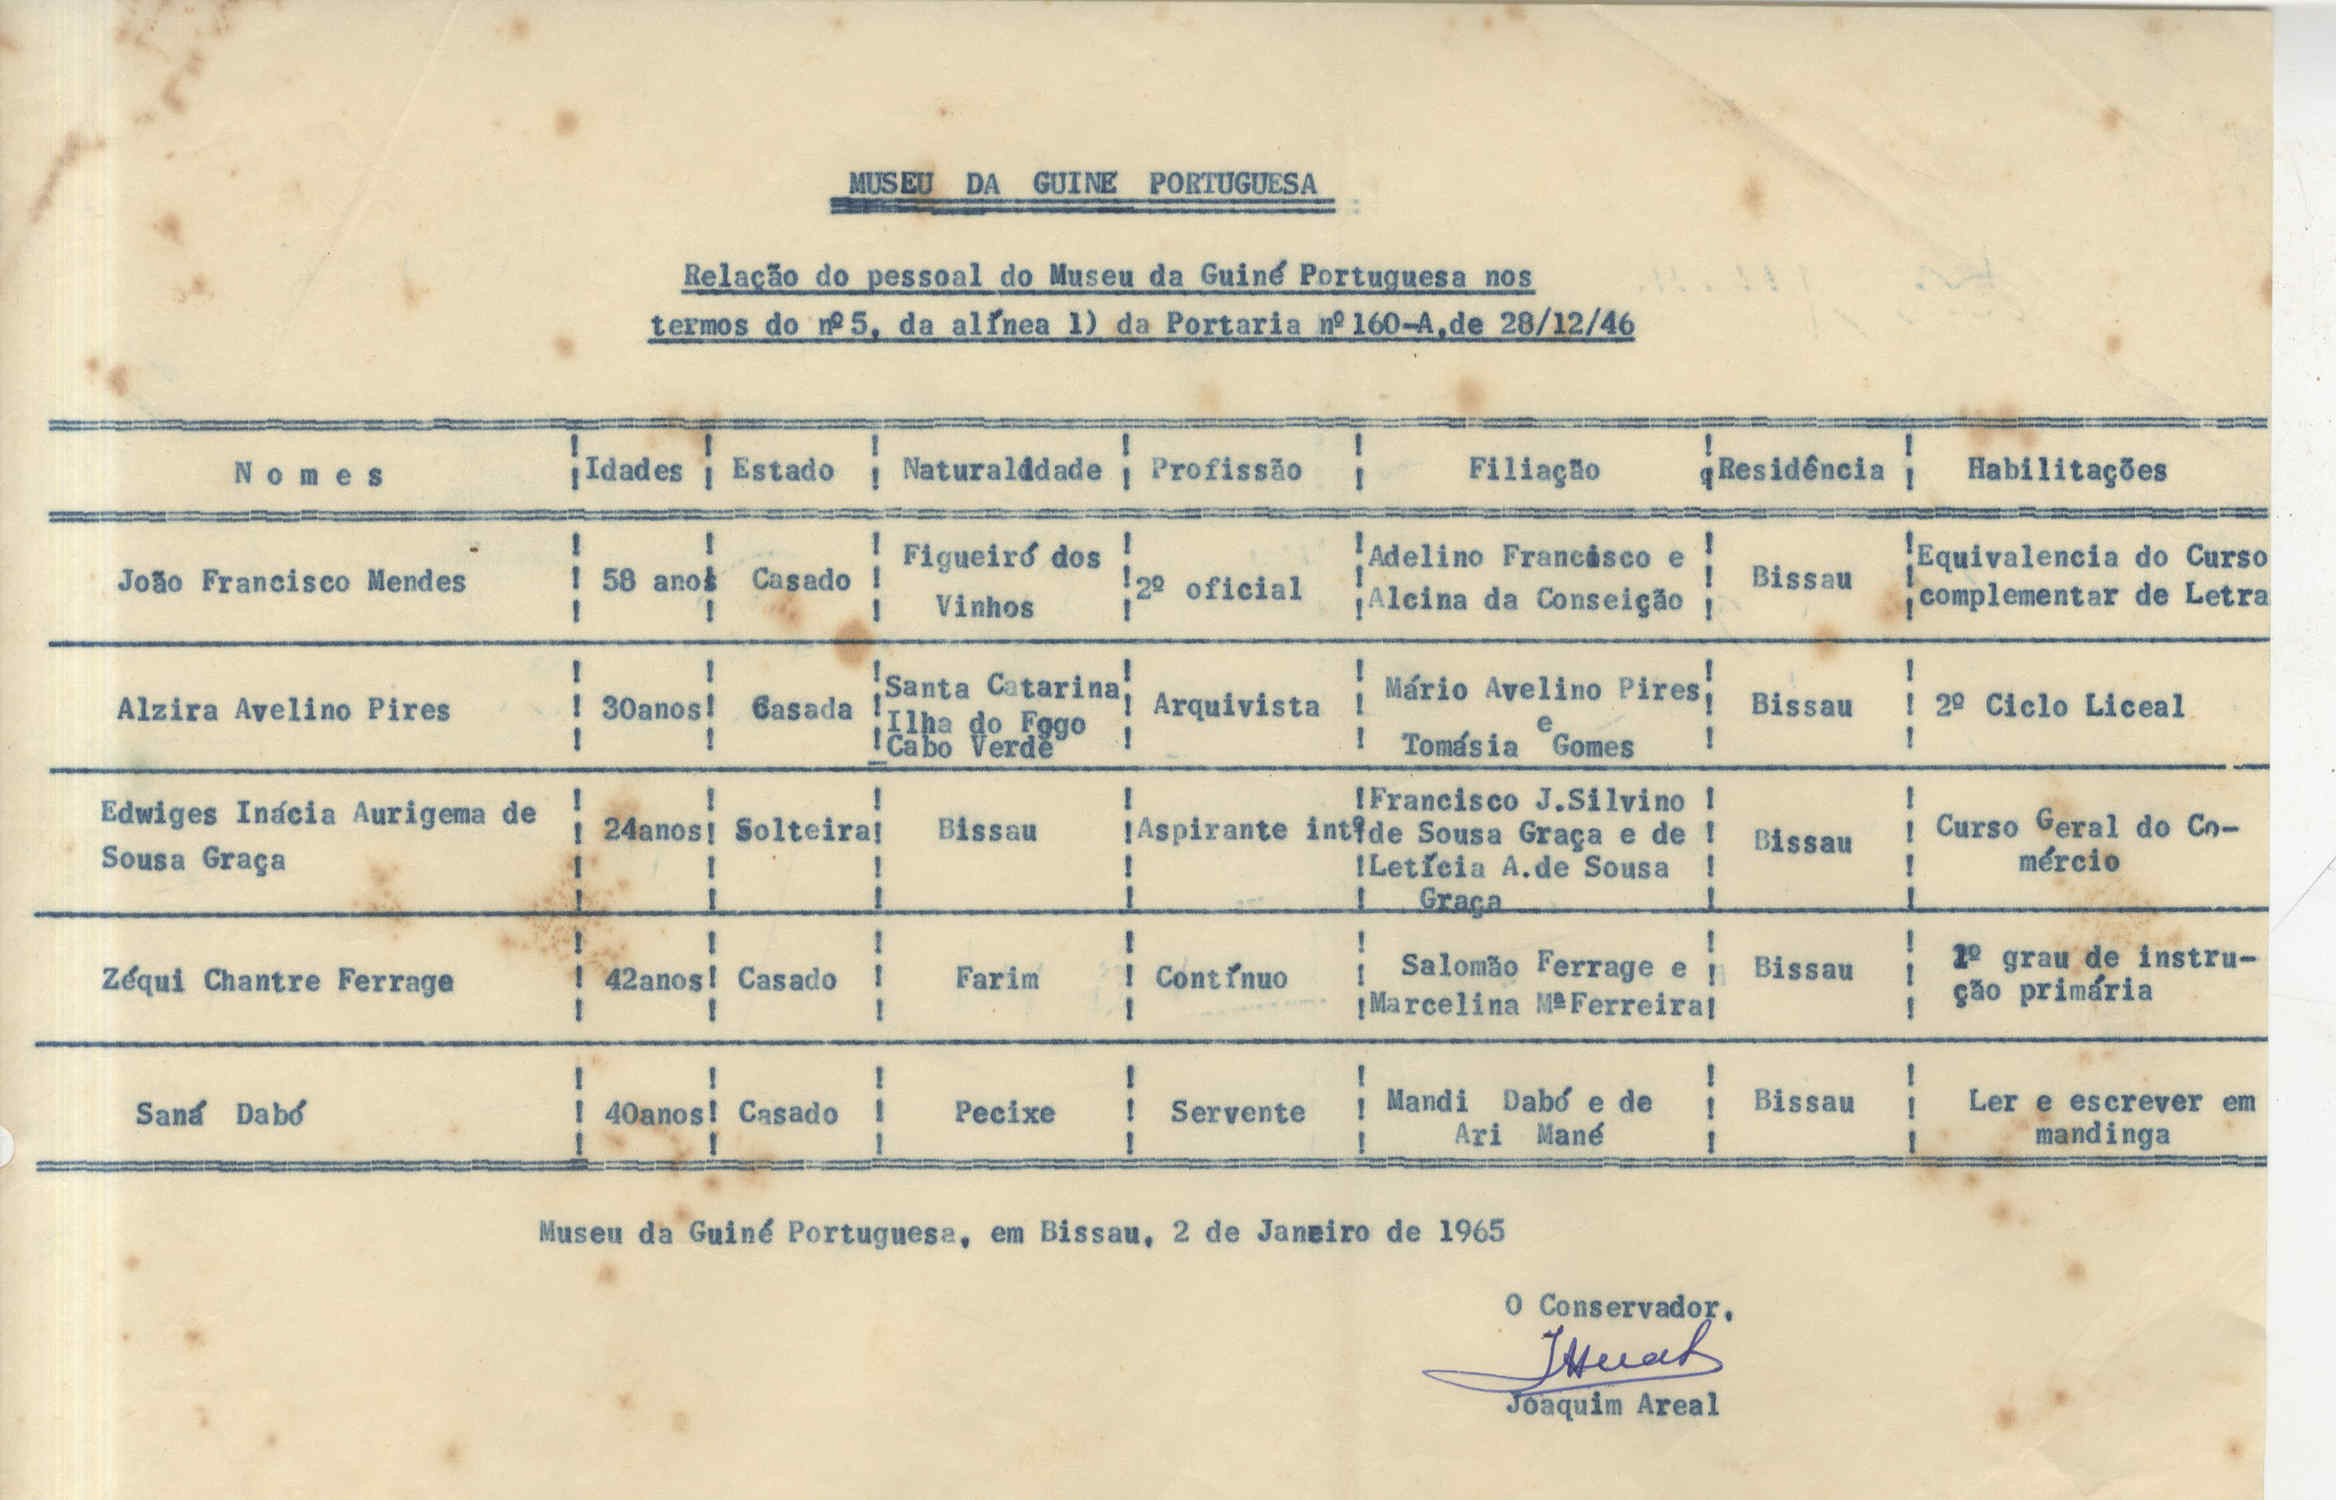 MUSEU DA GUINE PORTUGUESA
Relação do pessoal do Museu da Guiné Portuguesa nos
termos do nº5, da alínea 1) da Portaria nº160-A,de 28/12/46
Nomes Idades Estado Naturalidade Profissão Filiação Residência Habilitações
João Francisco Mendes 58 anos Casado Figueiró dos Vinhos 2º oficial Adelino Francisco e Alcina da Conseição Bissau Equivalencia do Curso complementar de Letra
Alzira Avelino Pires 30anos Casada Santa Catarina Ilha do Fogo Cabo Verde Arquivista Mário Avelino Pires e Tomásia Gomes Bissau 2º Ciclo Liceal
Edwiges Inácia Aurigema de Sousa Graça 24anos Solteira Bissau Aspirante intº Francisco J.Silvino de Sousa Graça e de Letícia A.de Sousa Graça Bissau Curso Geral do Co-mércio
Zéqui Chantre Ferrage 42anos Casado Farim Contínuo Salomão Ferrage e Marcelina MªFerreira Bissau 1º grau de instru-ção primária
Saná Dabó 40anos Casado Pecixe Servente Mandi Dabó e de Ari Mané Bissau Ler e escrever em mandinga
Museu da Guiné Portuguesa, em Bissau, 2 de Janeiro de 1965
O Conservador,
Joaquim Areal